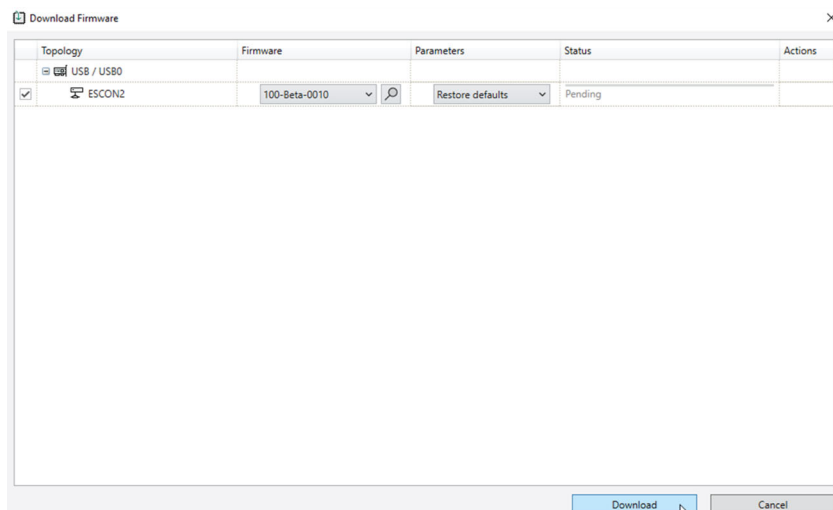 Download Firmware
Topology Firmware Parameters Status Actions
USB / USB0
ESCON2 100-Beta-0010 Restore defaults Pending
Download Cancel